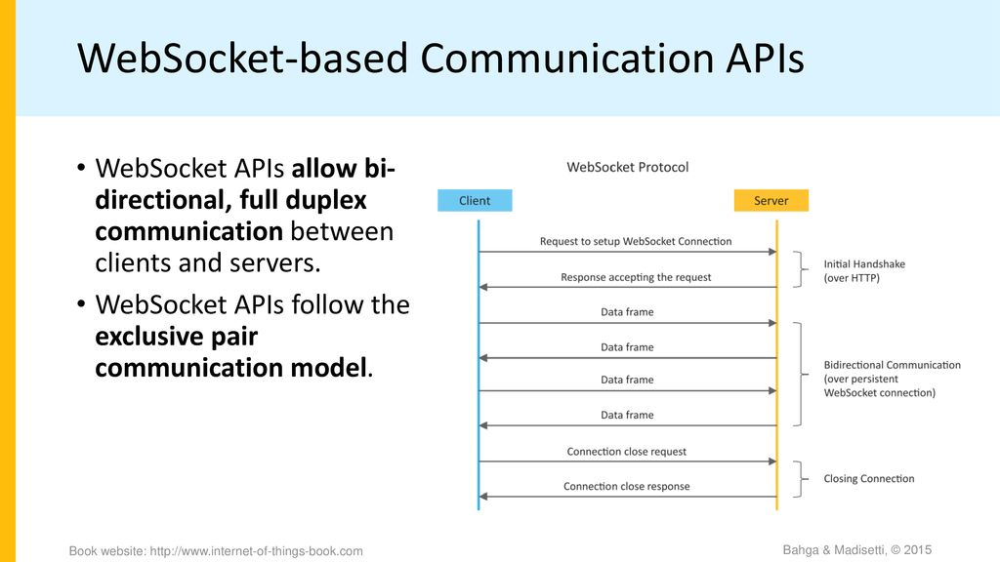 WebSocket-based Communication APIs
• WebSocket APIs allow bi-
directional, full duplex
communication between
clients and servers.
• WebSocket APIs follow the
exclusive pair
communication model.
WebSocket Protocol
Client
Server
Request to setup WebSocket Connection
Response accepting the request
Initial Handshake
(over HTTP)
Data frame
Data frame
Data frame
Data frame
Bidirectional Communication
(over persistent
WebSocket connection)
Connection close request
Connection close response
Closing Connection
Book website: http://www.internet-of-things-book.com
Bahga & Madisetti, © 2015